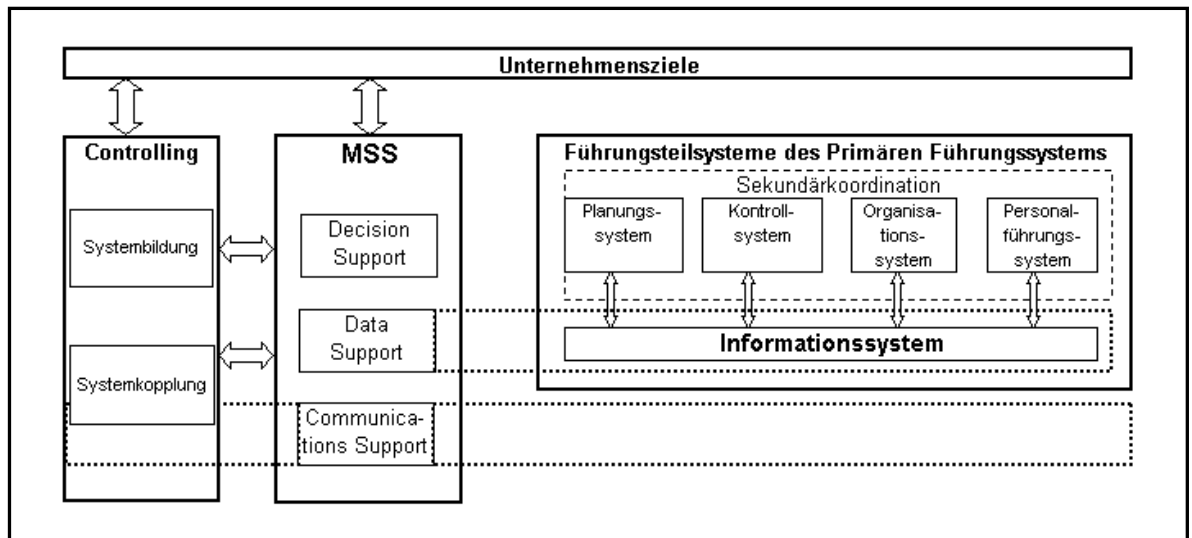 Unternehmensziele
Controlling
Systembildung
Systemkopplung
MSS
Decision
Support
Data
Support
Communica-
tions Support
Führungsteilsysteme des Primären Führungssystems
Sekundärkoordination
Planungs-
system
Kontroll-
system
Organisa-
tions-
system
Personal-
führungs-
system
Informationssystem